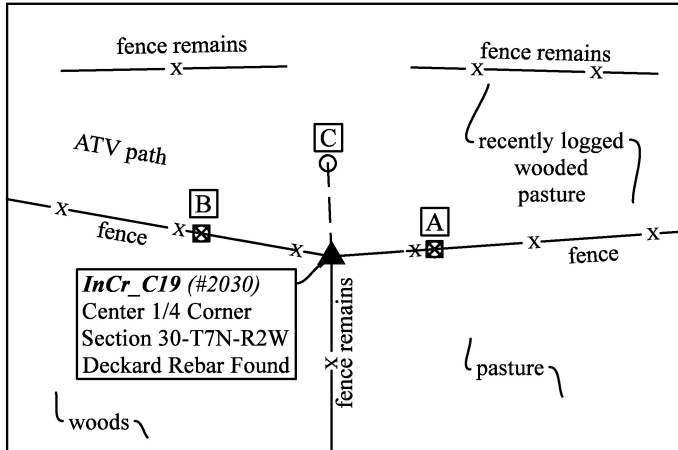 fence remains
fence remains
C
ATV path
recently logged
wooded
pasture
B
A
fence
fence
InCr_C19 (#2030)
Center 1/4 Corner
Section 30-T7N-R2W
Deckard Rebar Found
fence remains
pasture
woods